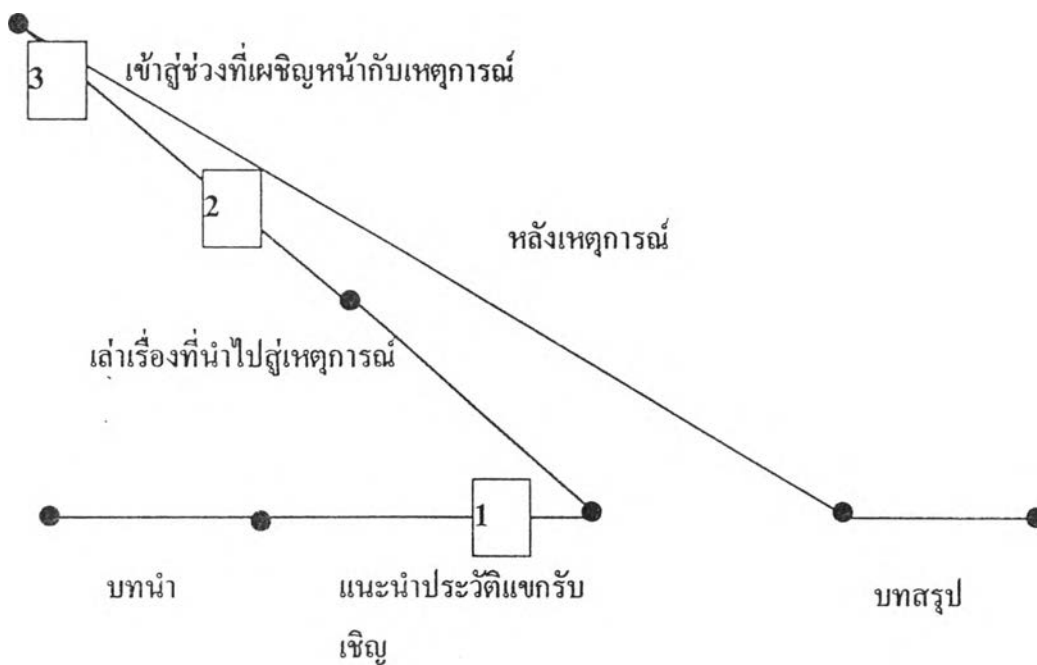 3
เข้าสู่ช่วงที่เผชิญหน้ากับเหตุการณ์
2
หลังเหตุการณ์
เล่าเรื่องที่นำไปสู่เหตุการณ์
1
บทนำ
แนะนำประวัติแขกรับ
เชิญ
บทสรุป